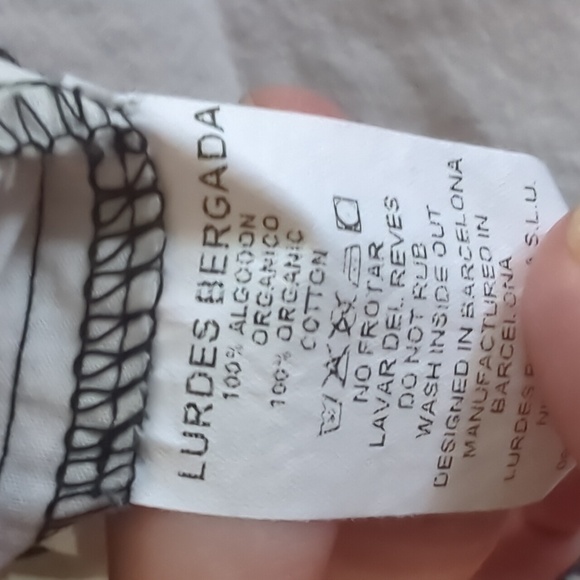 LURDES BERGADA
100% ALGODON
ORGANICO
100% ORGANIC
COTTON
NO FROTAR
LAVAR DEL REVES
DO NOT RUB
WASH INSIDE OUT
DESIGNED IN BARCELONA
MANUFACTURED IN
BARCELONA
LURDES S.L.U.